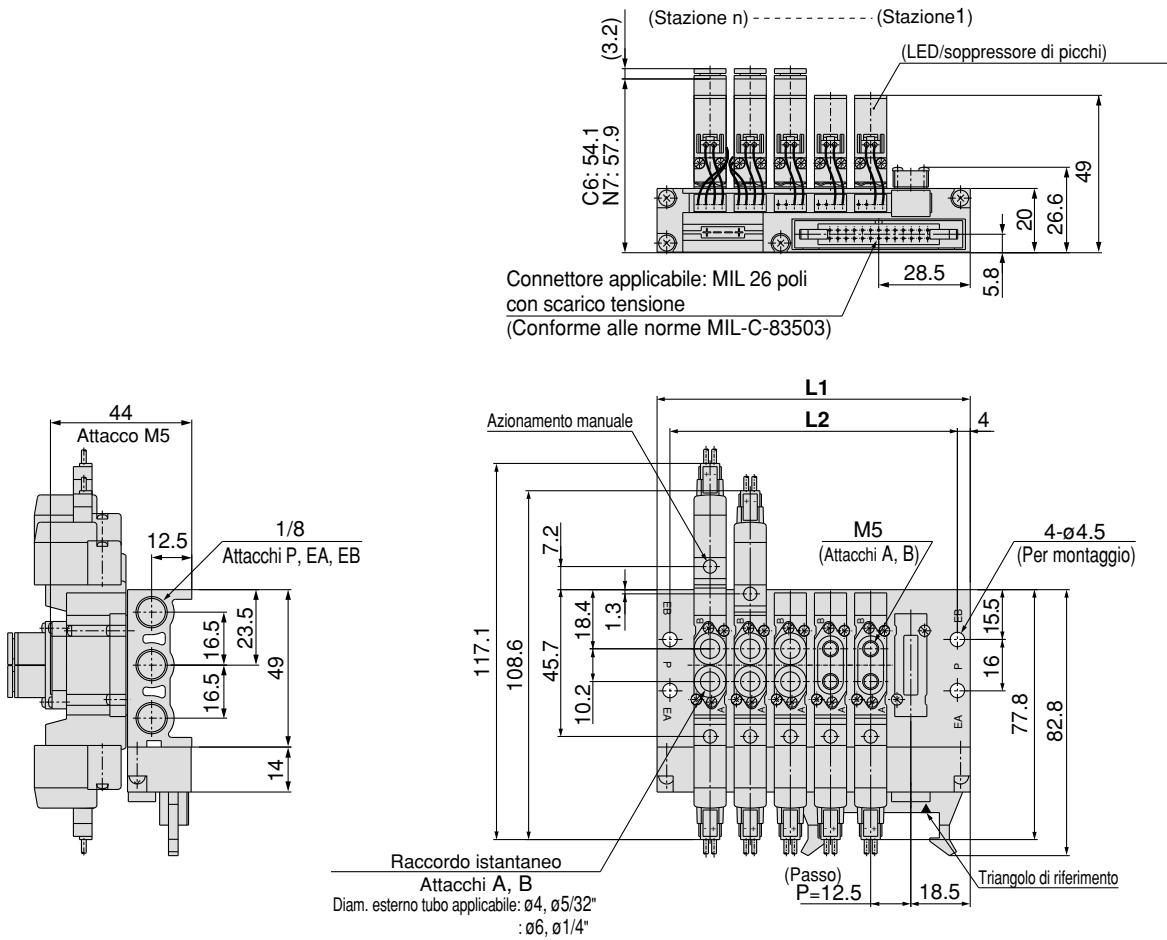 (Stazione n)
(Stazione1)
(3.2)
(LED/soppressore di picchi)
C6: 54.1
N7: 57.9
49
20
26.6
5.8
28.5
Connettore applicabile: MIL 26 poli
con scarico tensione
(Conforme alle norme MIL-C-83503)
44
Attacco M5
12.5
1/8
Attacchi P, EA, EB
16.5
16.5
23.5
49
14
L1
L2
4
Azionamento manuale
M5
(Attacchi A, B)
4-ø4.5
(Per montaggio)
117.1
108.6
7.2
45.7
18.4
10.2
1.3
EB
P
EA
B
B
B
B
B
A
A
A
A
A
EB
P
EA
15.5
16
77.8
82.8
Raccordo istantaneo
Attacchi A, B
Diam. esterno tubo applicabile: ø4, ø5/32"
: ø6, ø1/4"
(Passo)
P=12.5
18.5
Triangolo di riferimento